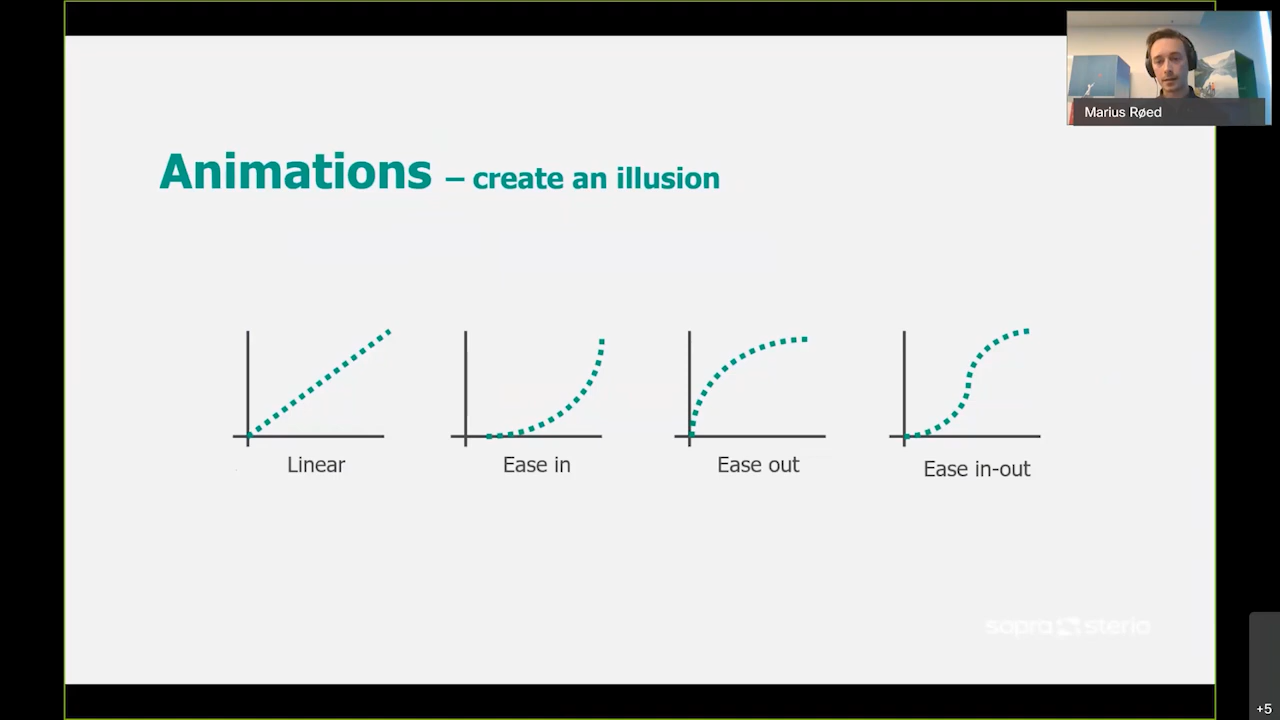 Marius Røed
Animations – create an illusion
Linear
Ease in
Ease out
Ease in-out
sopra steria
+5